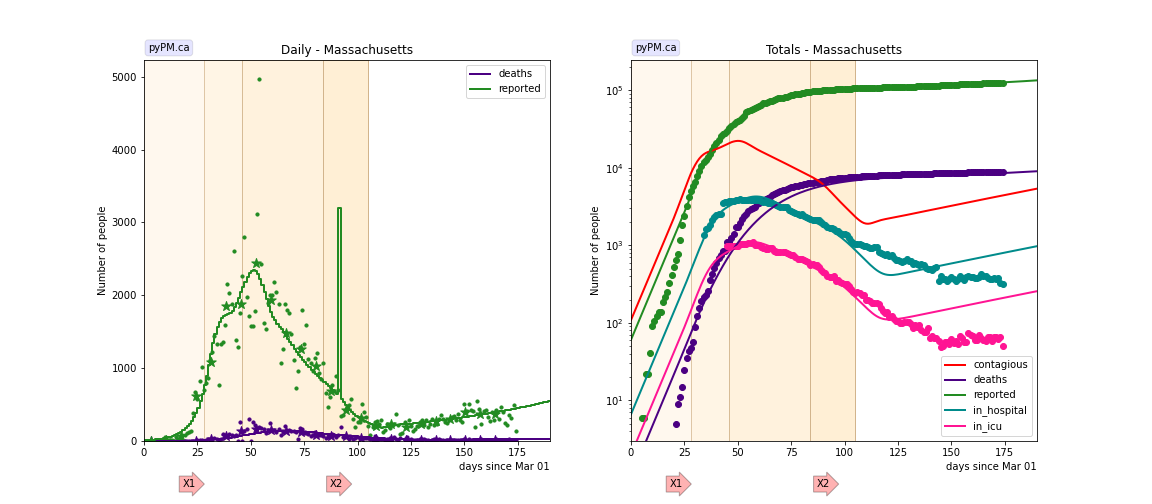 pyPM.ca
Daily - Massachusetts
deaths
reported
Number of people
5000
4000
3000
2000
1000
0
0 25 50 75 100 125 150 175
days since Mar 01
X1 X2
pyPM.ca
Totals - Massachusetts
Number of people
10⁵
10⁴
10³
10²
10¹
contagious
deaths
reported
in_hospital
in_icu
0 25 50 75 100 125 150 175
days since Mar 01
X1 X2